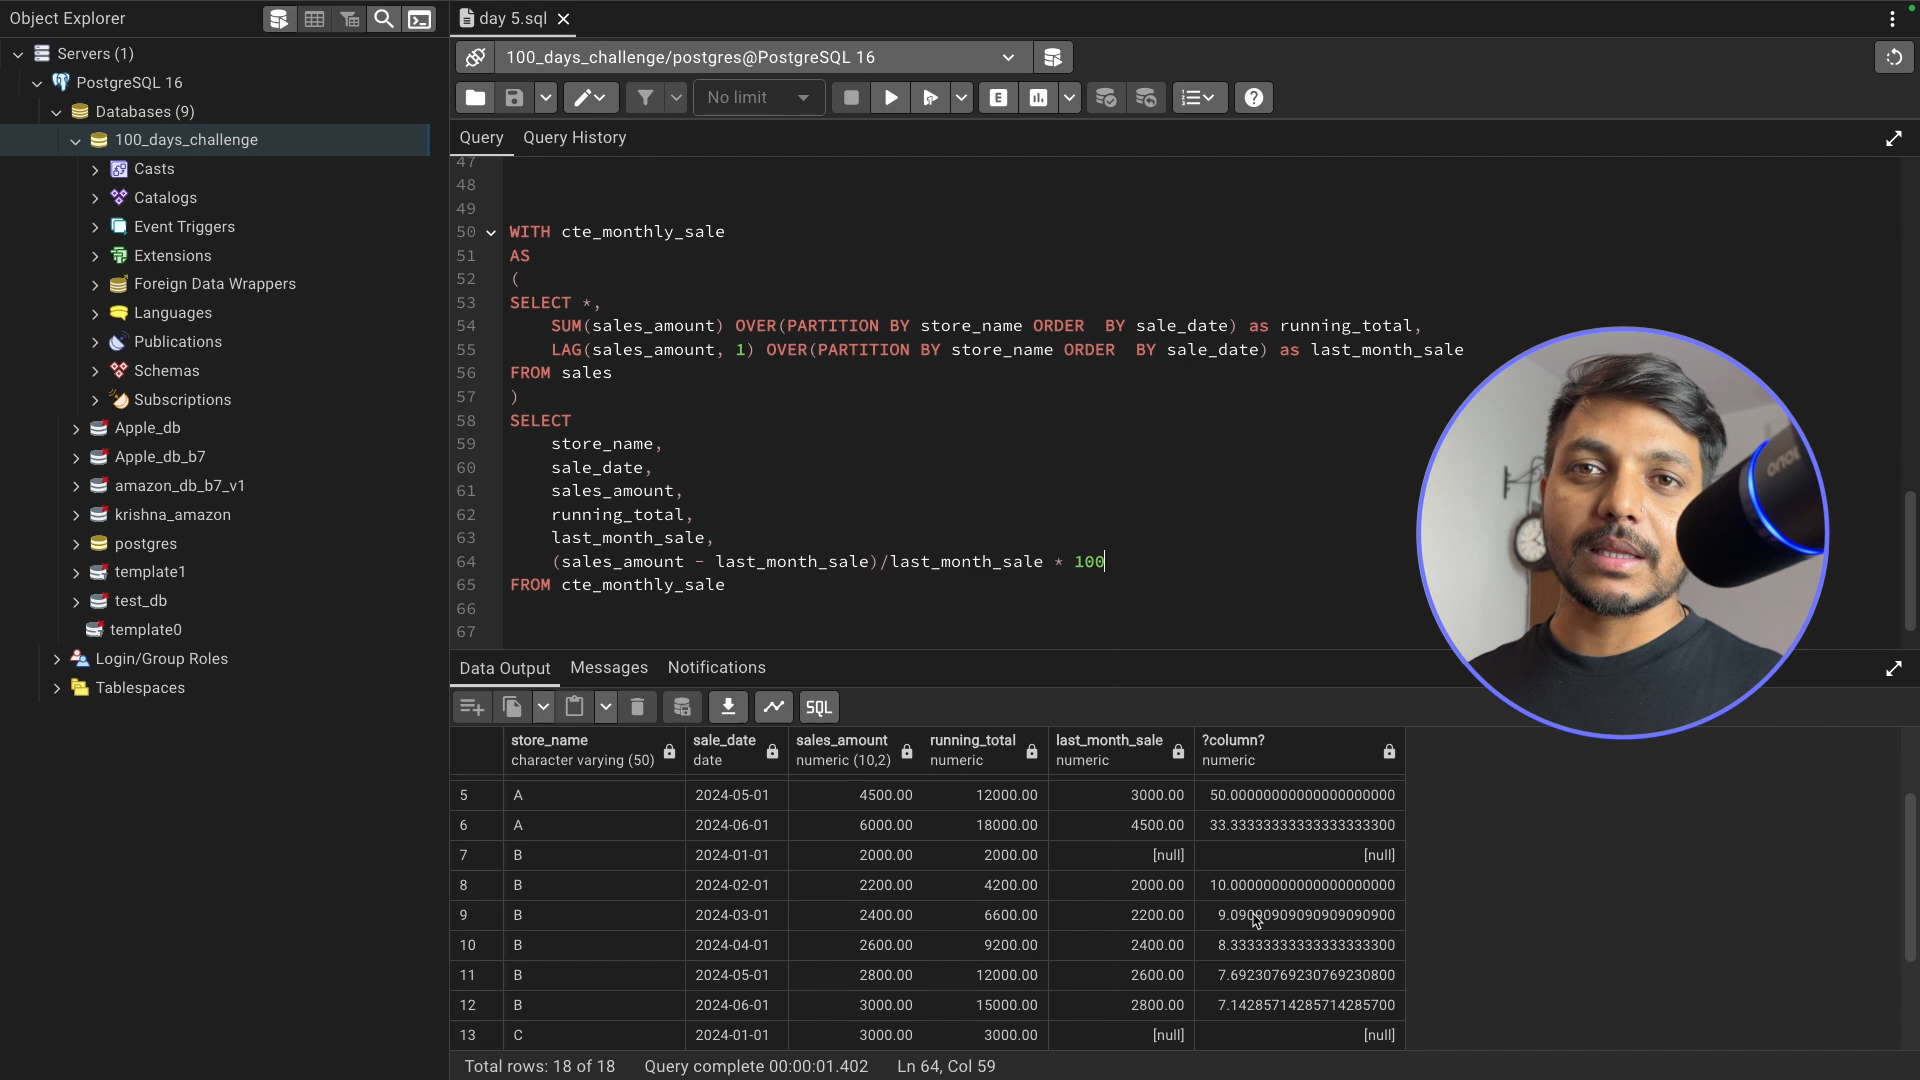 Object Explorer
day 5.sql
Servers (1)
PostgreSQL 16
Databases (9)
100_days_challenge
Casts
Catalogs
Event Triggers
Extensions
Foreign Data Wrappers
Languages
Publications
Schemas
Subscriptions
Apple_db
Apple_db_b7
amazon_db_b7_v1
krishna_amazon
postgres
template1
test_db
template0
Login/Group Roles
Tablespaces
100_days_challenge/postgres@PostgreSQL 16
No limit
E
Query Query History
47
48
49
50 WITH cte_monthly_sale
51 AS
52 (
53 SELECT *,
54 SUM(sales_amount) OVER(PARTITION BY store_name ORDER  BY sale_date) as running_total,
55 LAG(sales_amount, 1) OVER(PARTITION BY store_name ORDER  BY sale_date) as last_month_sale
56 FROM sales
57 )
58 SELECT
59 store_name,
60 sale_date,
61 sales_amount,
62 running_total,
63 last_month_sale,
64 (sales_amount - last_month_sale)/last_month_sale * 100
65 FROM cte_monthly_sale
66
67
Data Output Messages Notifications
SQL
store_name sale_date sales_amount running_total last_month_sale ?column?
character varying (50) date numeric (10,2) numeric numeric numeric
5 A 2024-05-01 4500.00 12000.00 3000.00 50.00000000000000000000
6 A 2024-06-01 6000.00 18000.00 4500.00 33.33333333333333333300
7 B 2024-01-01 2000.00 2000.00 [null] [null]
8 B 2024-02-01 2200.00 4200.00 2000.00 10.00000000000000000000
9 B 2024-03-01 2400.00 6600.00 2200.00 9.09090909090909090900
10 B 2024-04-01 2600.00 9200.00 2400.00 8.33333333333333333300
11 B 2024-05-01 2800.00 12000.00 2600.00 7.69230769230769230800
12 B 2024-06-01 3000.00 15000.00 2800.00 7.14285714285714285700
13 C 2024-01-01 3000.00 3000.00 [null] [null]
Total rows: 18 of 18 Query complete 00:00:01.402 Ln 64, Col 59